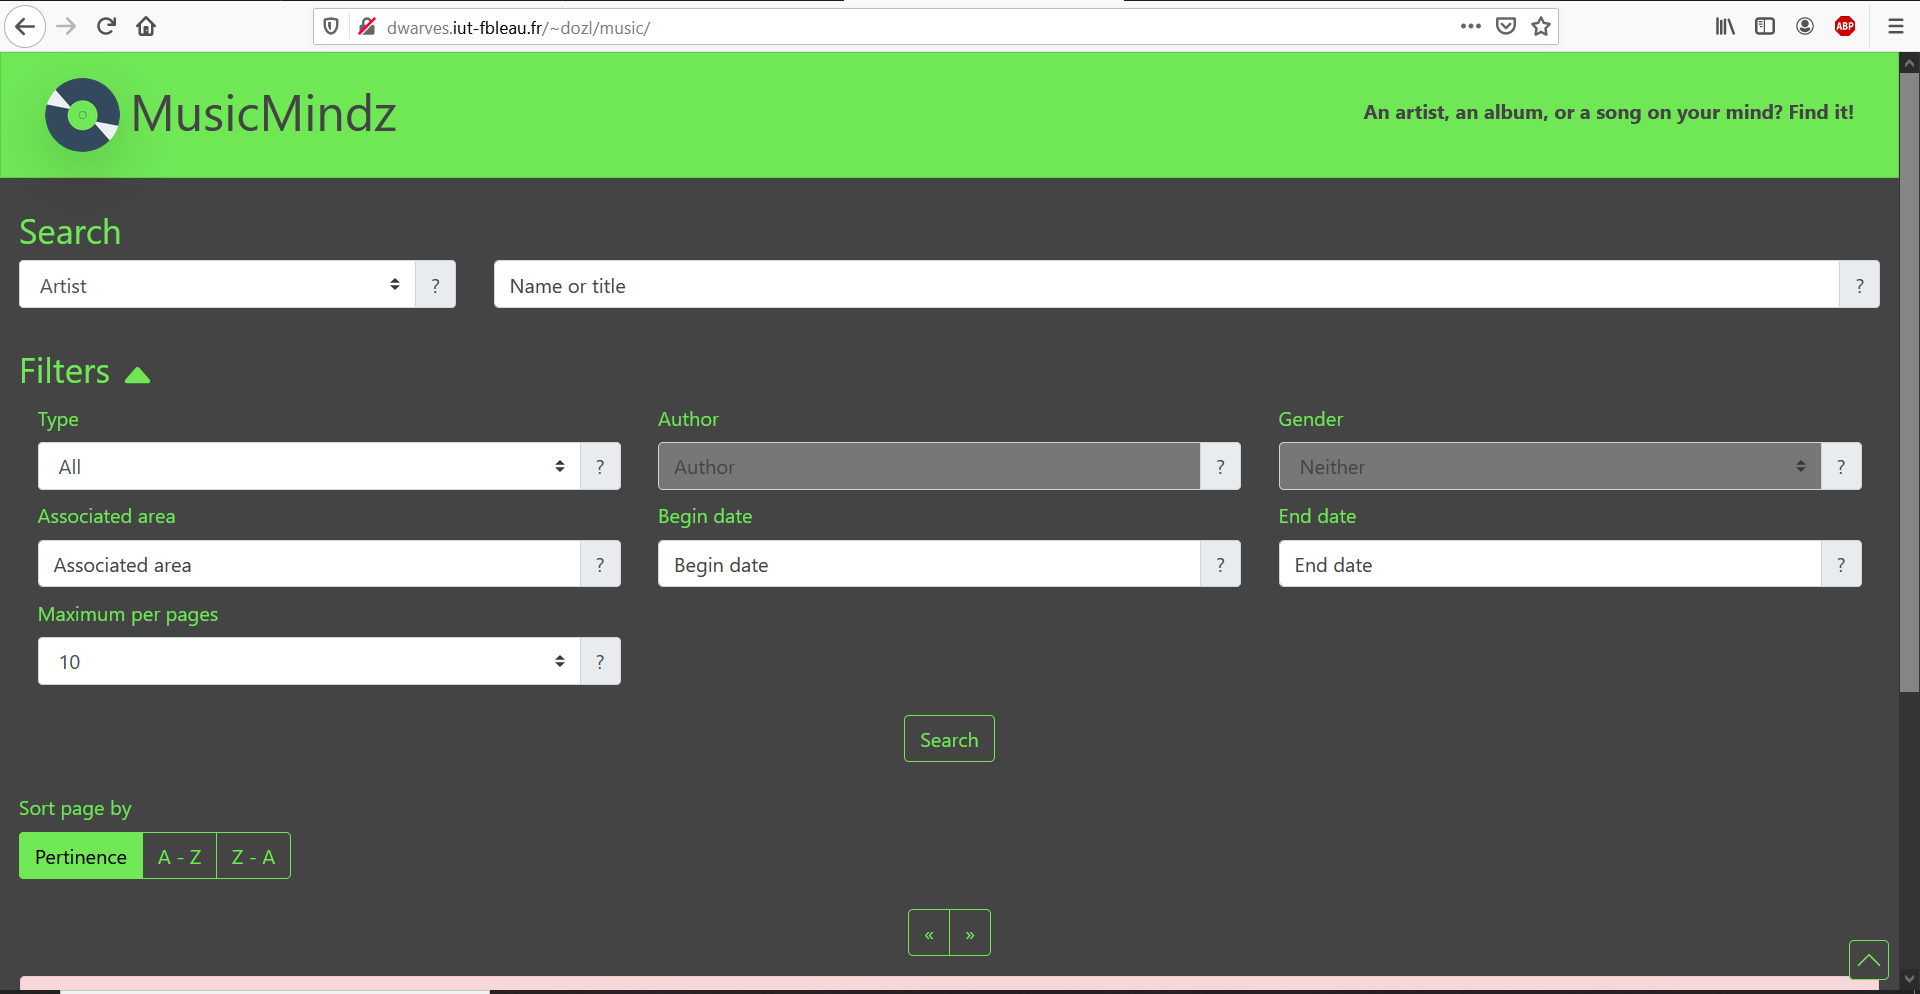 dwarves.iut-fbleau.fr/~dozl/music/
ABP
MusicMindz
An artist, an album, or a song on your mind? Find it!
Search
Artist ? Name or title ?
Filters
Type Author Gender
All ? Author ? Neither ?
Associated area Begin date End date
Associated area ? Begin date ? End date ?
Maximum per pages
10 ?
Search
Sort page by
Pertinence A - Z Z - A
« »